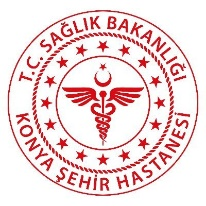 T.C. SAĞLIK BAKANLIĞI
KONYA ŞEHİR HASTANESİ